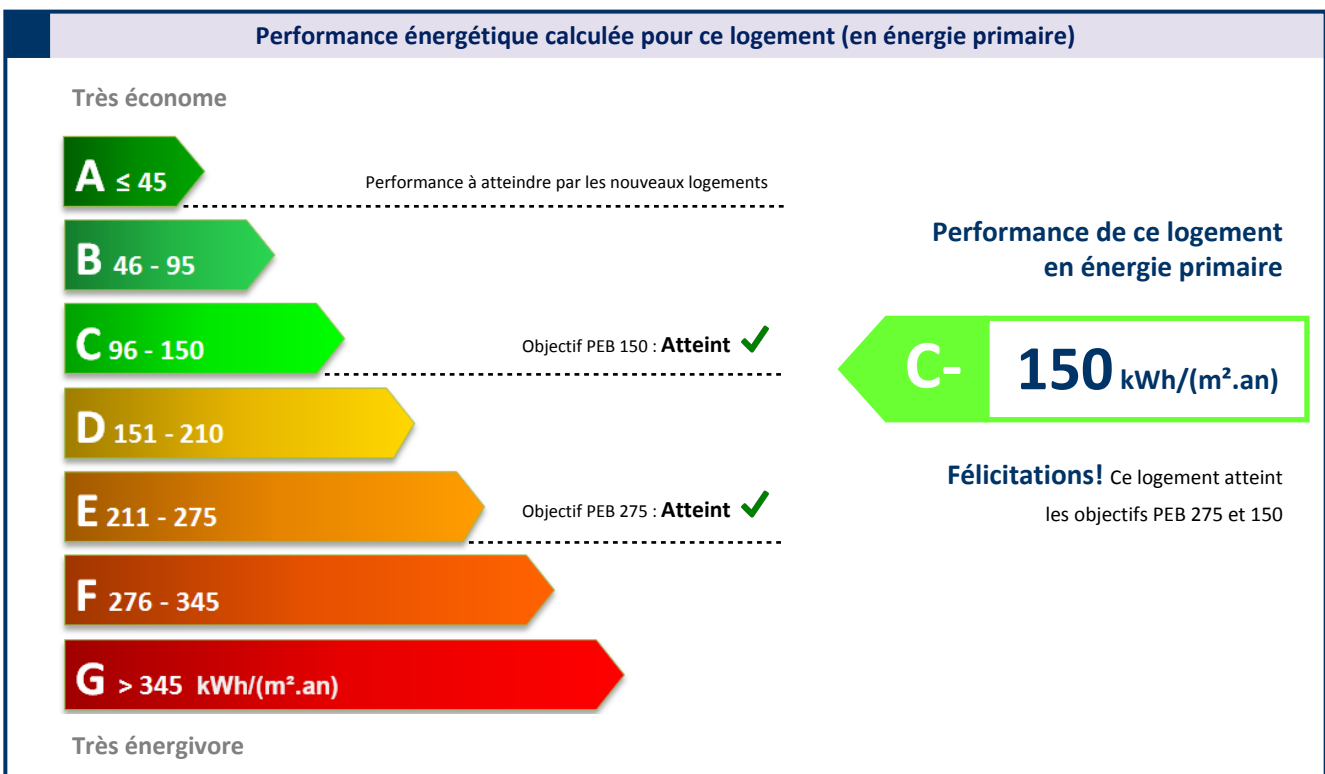 Performance énergétique calculée pour ce logement (en énergie primaire)
Très économe
A ≤ 45
Performance à atteindre par les nouveaux logements
B 46 - 95
C 96 - 150
Objectif PEB 150 : Atteint
D 151 - 210
E 211 - 275
Objectif PEB 275 : Atteint
F 276 - 345
G > 345 kWh/(m².an)
Très énergivore
Performance de ce logement
en énergie primaire
C-
150 kWh/(m².an)
Félicitations! Ce logement atteint
les objectifs PEB 275 et 150